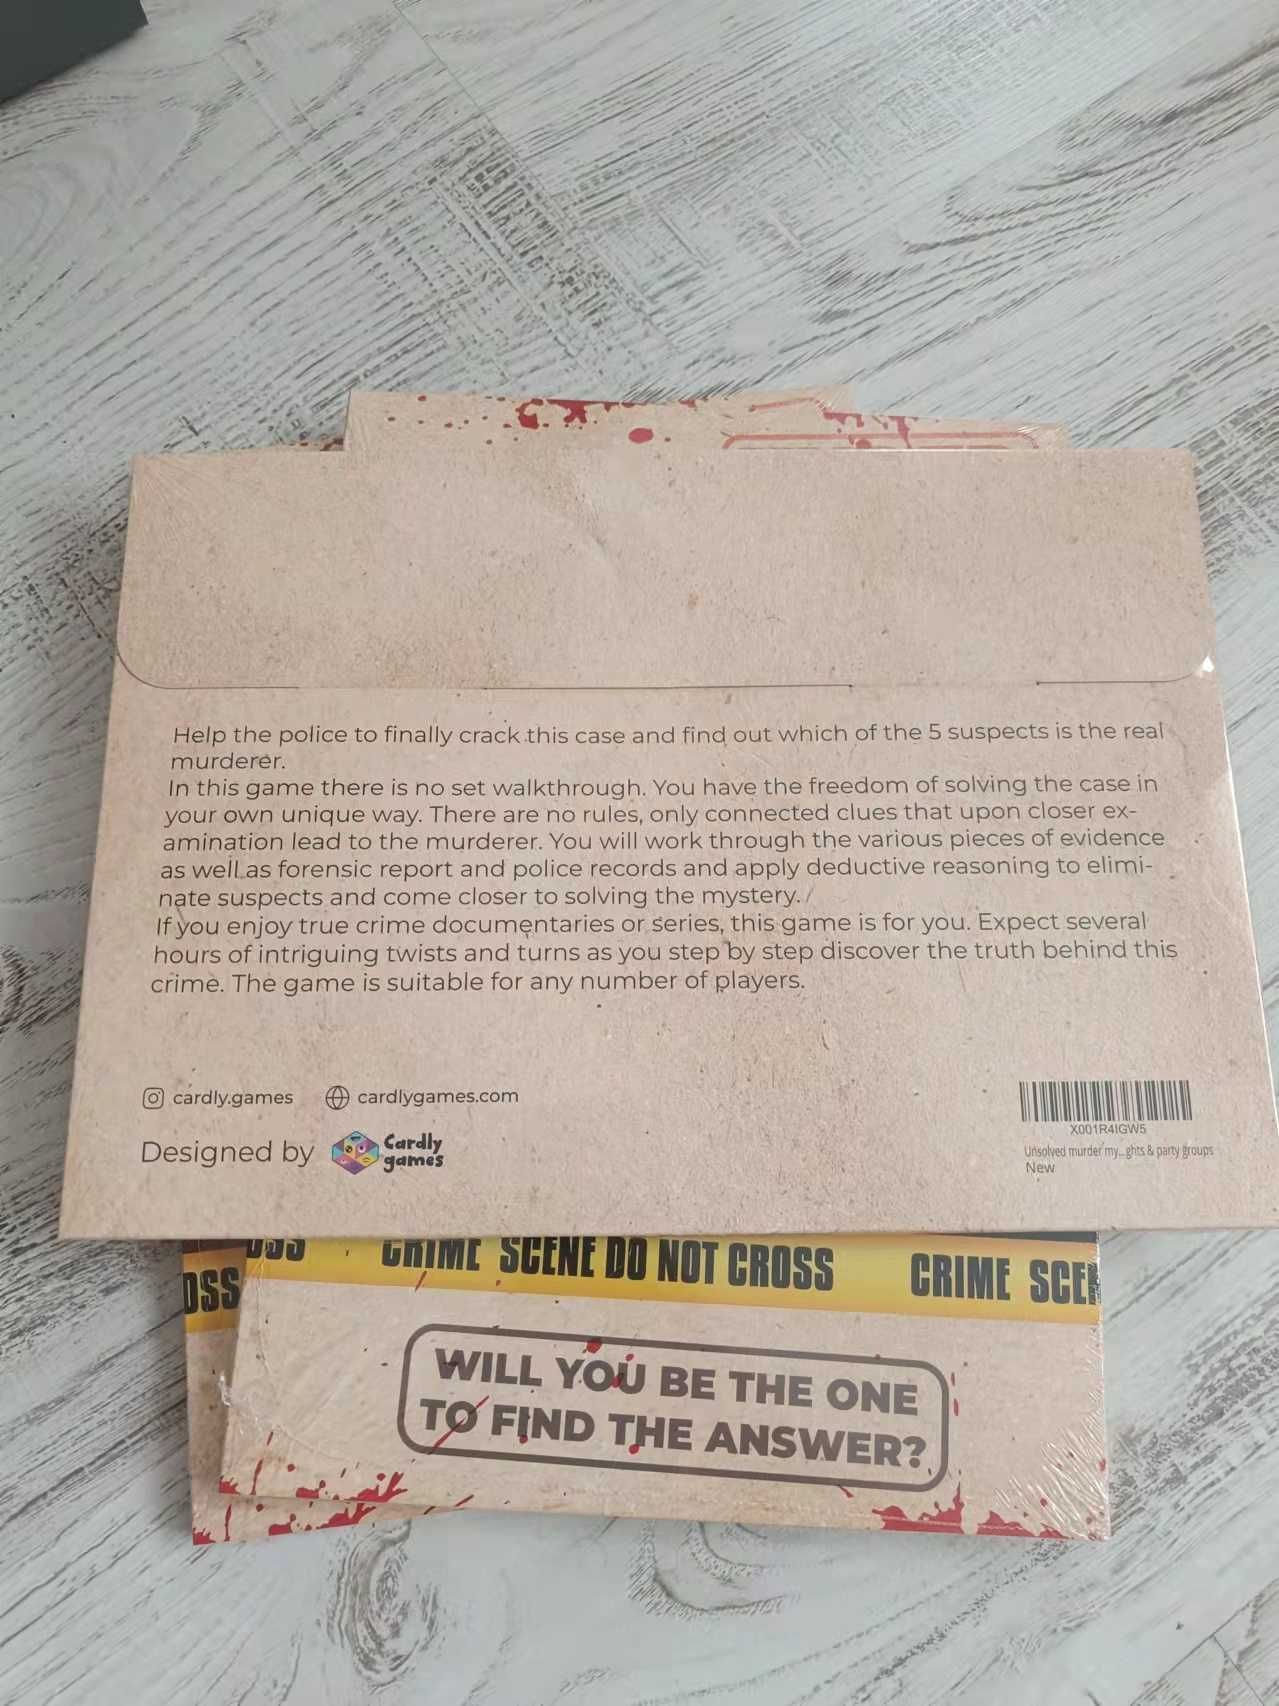 Help the police to finally crack this case and find out which of the 5 suspects is the real
murderer.
In this game there is no set walkthrough. You have the freedom of solving the case in
your own unique way. There are no rules, only connected clues that upon closer ex-
amination lead to the murderer. You will work through the various pieces of evidence
as well as forensic report and police records and apply deductive reasoning to elimi-
nate suspects and come closer to solving the mystery.
If you enjoy true crime documentaries or series, this game is for you. Expect several
hours of intriguing twists and turns as you step by step discover the truth behind this
crime. The game is suitable for any number of players.
cardly.games cardlygames.com
Designed by Cardly games
X001R4IGW5
Unsolved murder my...ghts & party groups
New
OSS CRIME SCENE DO NOT CROSS CRIME SCEN
OSS
WILL YOU BE THE ONE
TO FIND THE ANSWER?